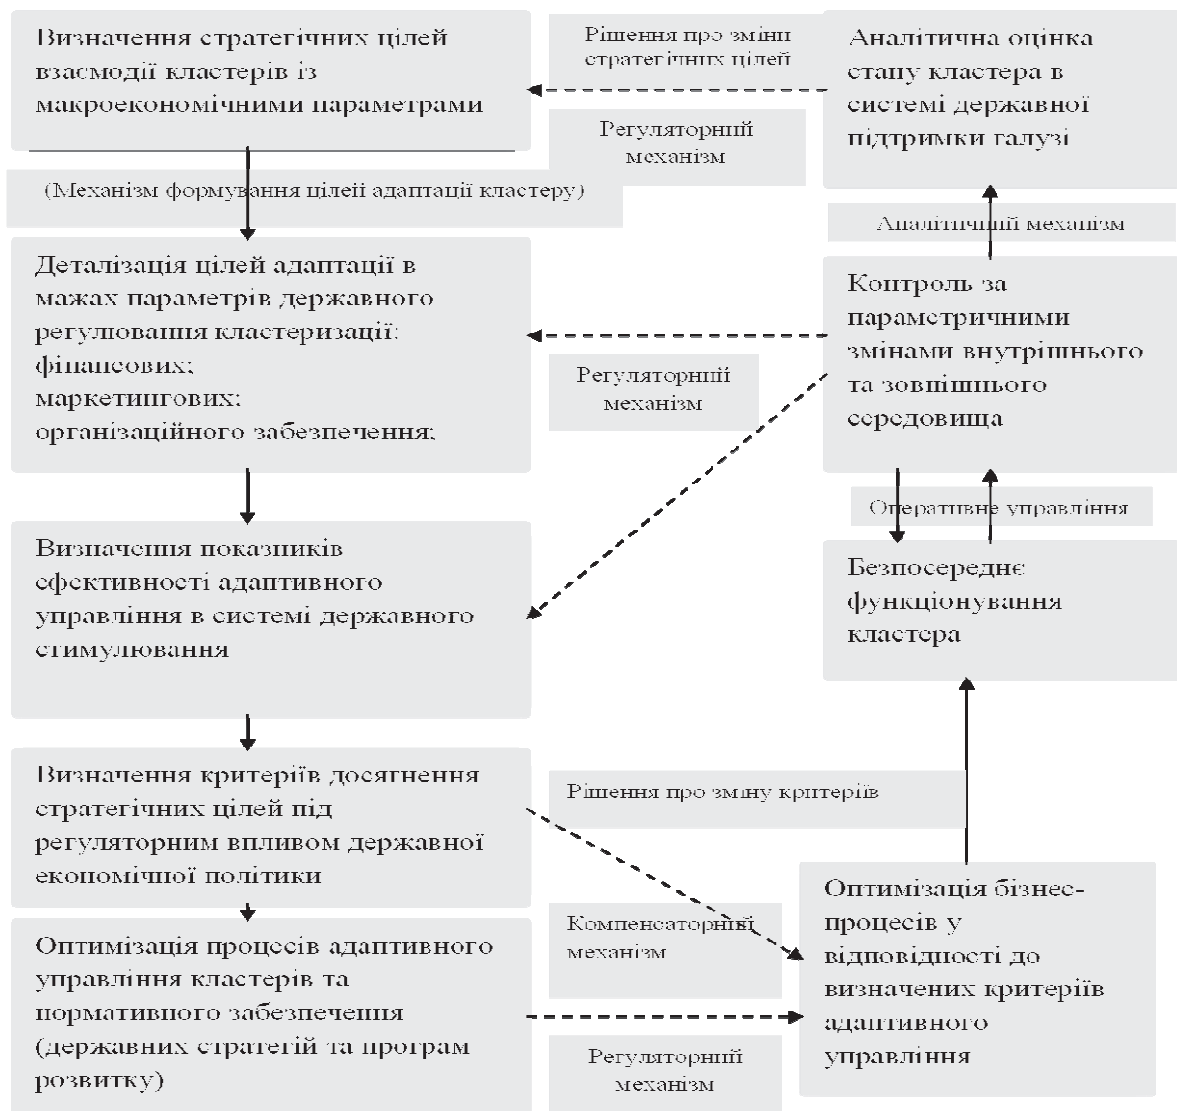 Визначення стратегічних цілей
взаємодії кластерів із
макроекономічними параметрами
Рішення про зміни
стратегічних цілей
Регуляторний
механізм
Аналітична оцінка
стану кластера в
системі державної
підтримки галузі
(Механізм формування цілей адаптації кластеру)
Аналітичний механізм
Деталізація цілей адаптації в
мажах параметрів державного
регулювання кластеризації:
фінансових;
маркетингових;
організаційного забезпечення;
Регуляторний
механізм
Контроль за
параметричними
змінами внутрішнього
та зовнішнього
середовища
Оперативне управління
Визначення показників
ефективності адаптивного
управління в системі державного
стимулювання
Безпосереднє
функціонування
кластера
Визначення критеріїв досягнення
стратегічних цілей під
регуляторним впливом державної
економічної політики
Рішення про зміну критеріїв
Компенсаторний
механізм
Оптимізація процесів адаптивного
управління кластерів та
нормативного забезпечення
(державних стратегій та програм
розвитку)
Регуляторний
механізм
Оптимізація бізнес-
процесів у
відповідності до
визначених критеріїв
адаптивного
управління